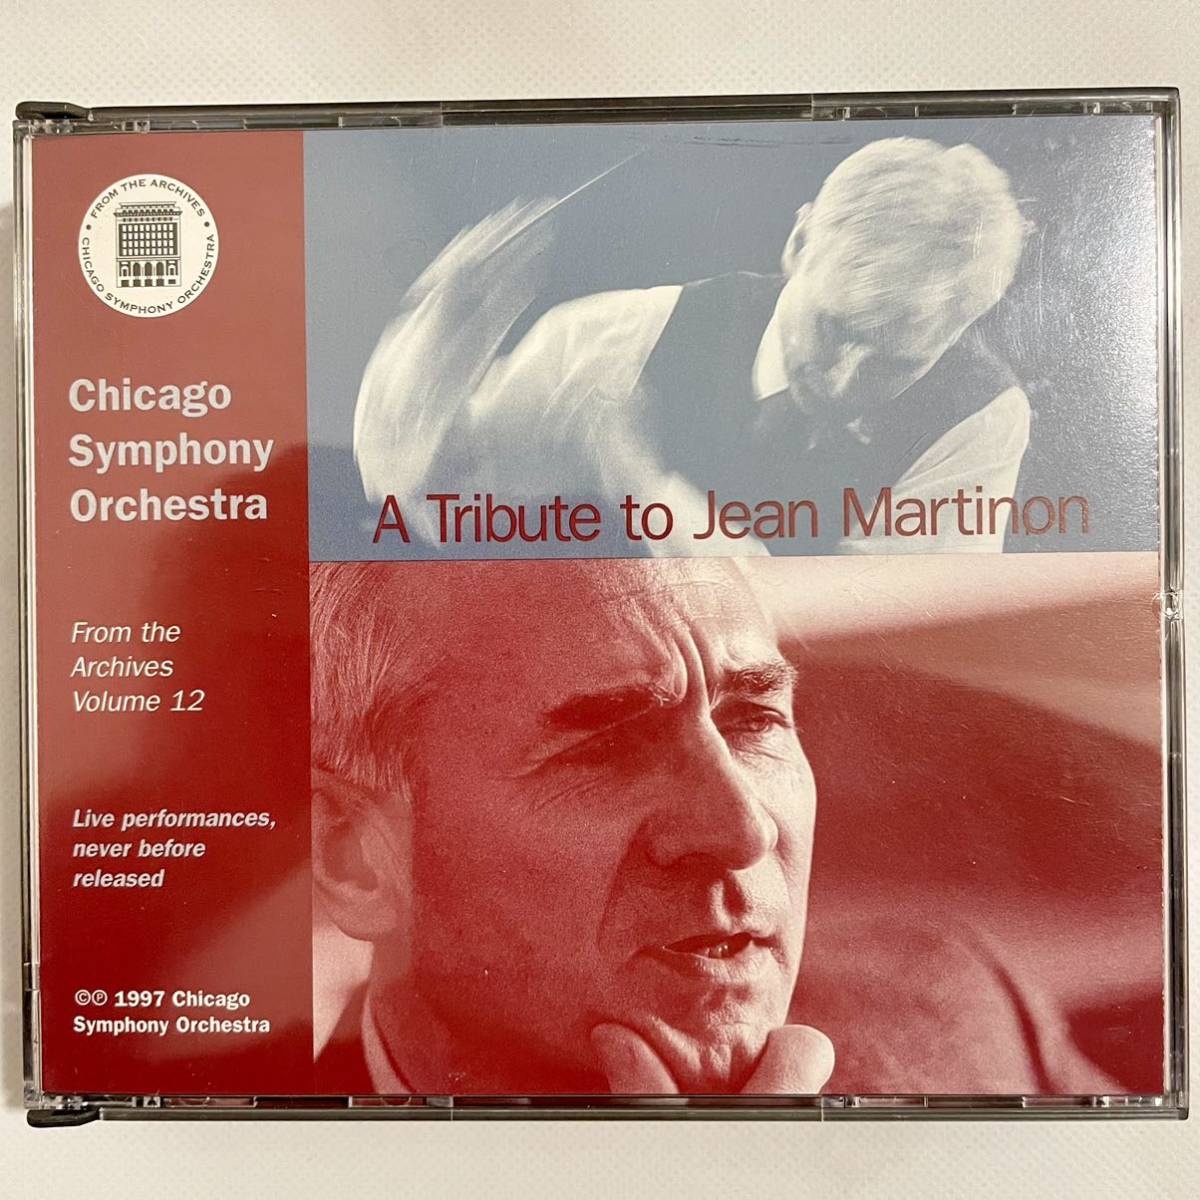 • FROM THE ARCHIVES •
CHICAGO SYMPHONY ORCHESTRA
Chicago
Symphony
Orchestra
From the
Archives
Volume 12
Live performances,
never before
released
©℗ 1997 Chicago
Symphony Orchestra
A Tribute to Jean Martinon